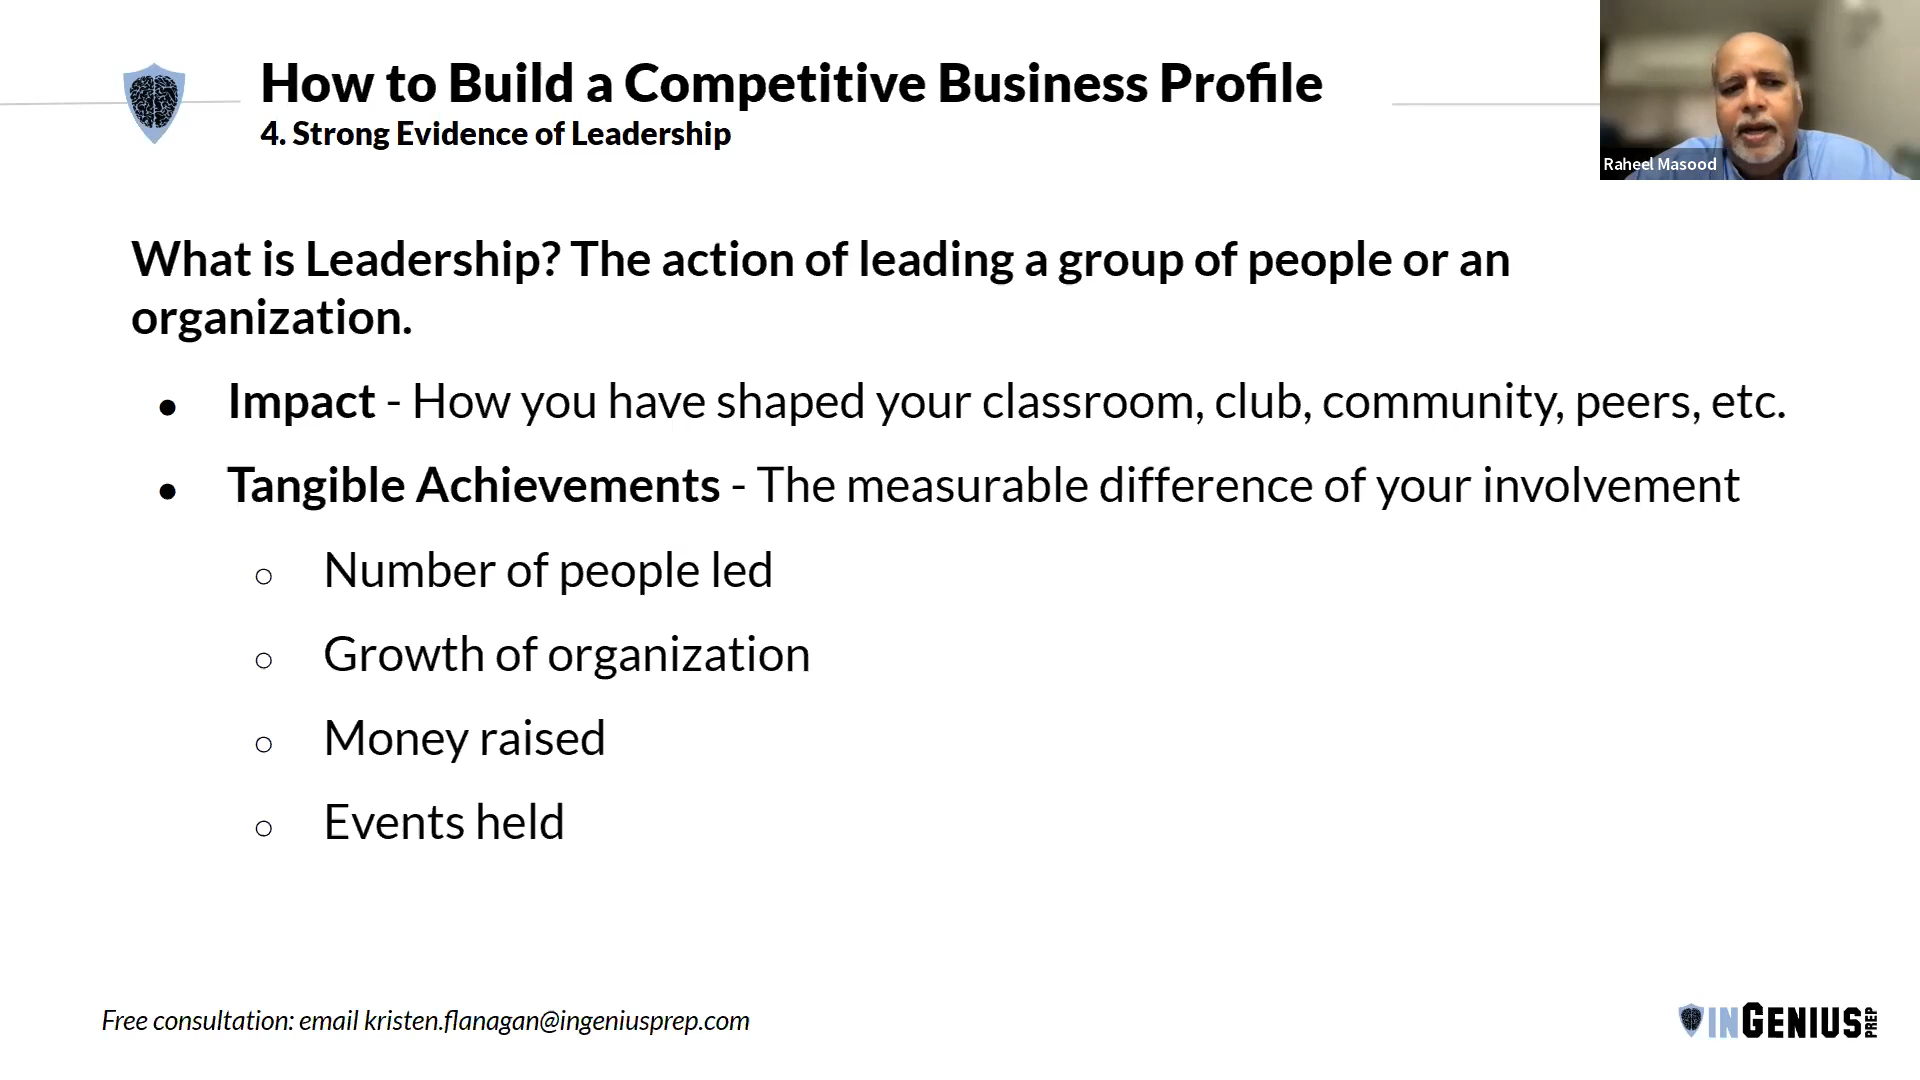 How to Build a Competitive Business Profile
4. Strong Evidence of Leadership
Raheel Masood
What is Leadership? The action of leading a group of people or an
organization.
● Impact - How you have shaped your classroom, club, community, peers, etc.
● Tangible Achievements - The measurable difference of your involvement
○ Number of people led
○ Growth of organization
○ Money raised
○ Events held
Free consultation: email kristen.flanagan@ingeniusprep.com
INGENIUS PREP